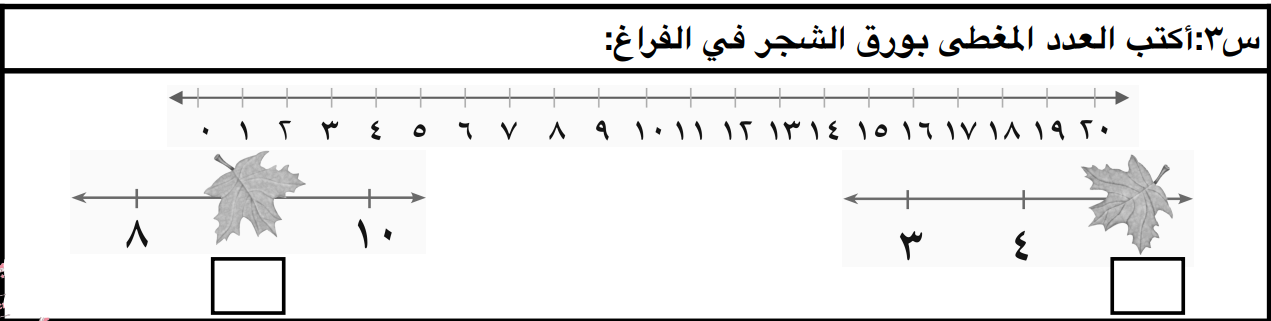 س٣:أكتب العدد المغطى بورق الشجر في الفراغ:
٠ ١ ٢ ٣ ٤ ٥ ٦ ٧ ٨ ٩ ١٠ ١١ ١٢ ١٣ ١٤ ١٥ ١٦ ١٧ ١٨ ١٩ ٢٠
٣ ٤
٨ ١٠